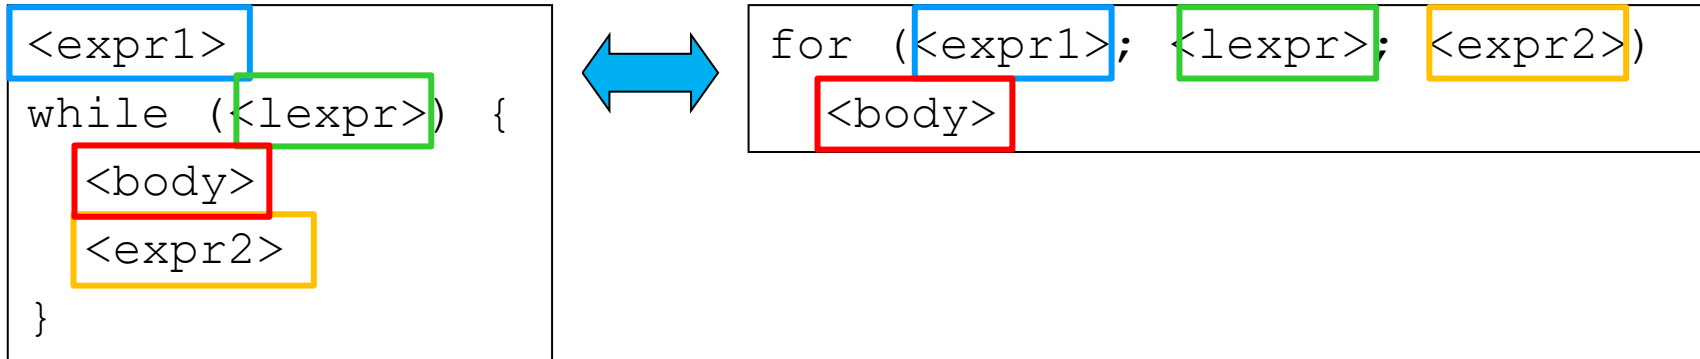 <expr1>
while (<lexpr>) {
<body>
<expr2>
}
for (<expr1>; <lexpr>; <expr2>)
<body>